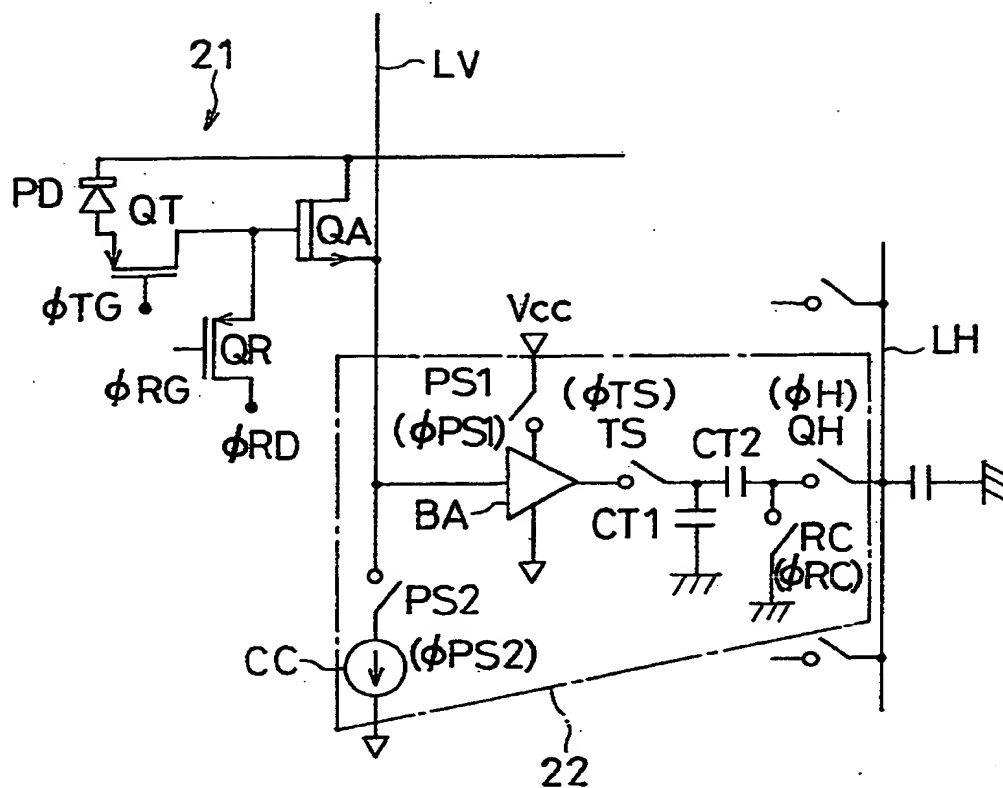 21
LV
PD
QT
QA
ϕTG
QR
ϕRG
ϕRD
Vcc
LH
PS1
(ϕPS1)
(ϕTS)
TS
(ϕH)
QH
CT2
BA
CT1
RC
(ϕRC)
PS2
(ϕPS2)
CC
22